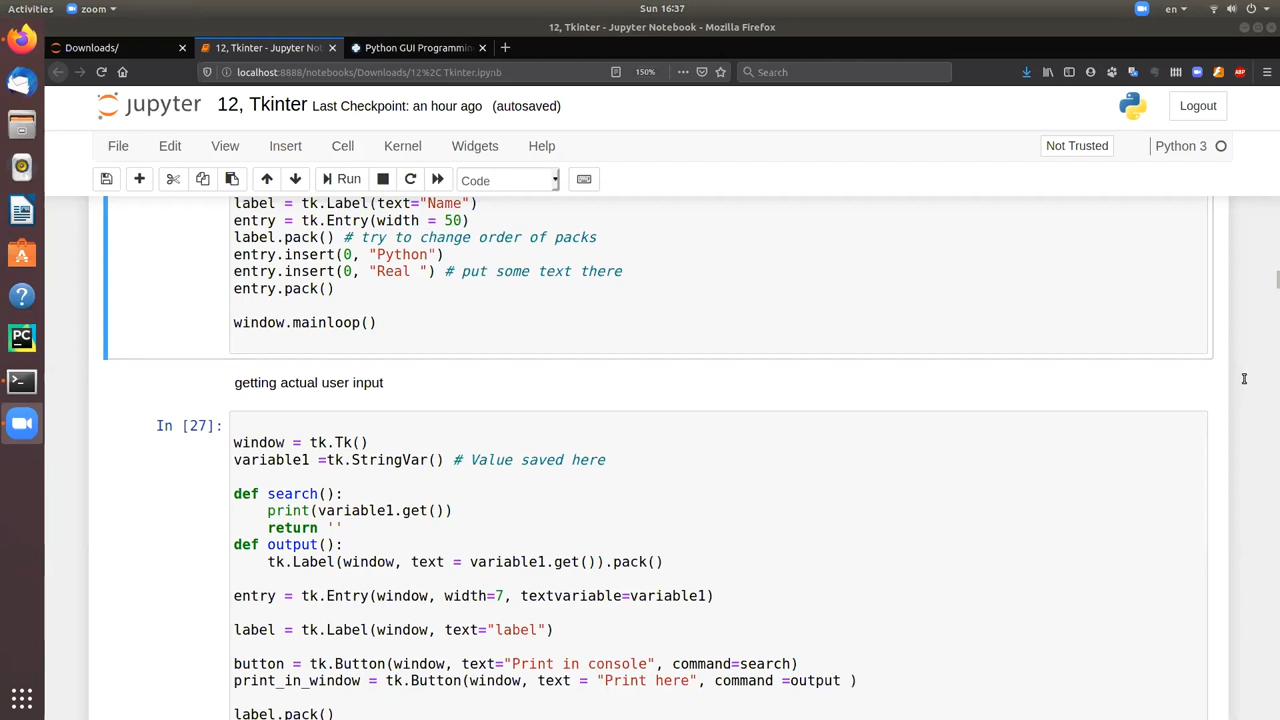 Activities
zoom
Sun 16:37
en
12, Tkinter - Jupyter Notebook - Mozilla Firefox
Downloads/
12, Tkinter - Jupyter No
Python GUI Programmin
localhost:8888/notebooks/Downloads/12%2C Tkinter.ipynb
150%
Search
ABP
jupyter
12, Tkinter Last Checkpoint: an hour ago (autosaved)
Logout
File Edit View Insert Cell Kernel Widgets Help
Not Trusted
Python 3
Run
Code
label = tk.Label(text="Name")
entry = tk.Entry(width = 50)
label.pack() # try to change order of packs
entry.insert(0, "Python")
entry.insert(0, "Real ") # put some text there
entry.pack()
window.mainloop()
getting actual user input
In [27]:
window = tk.Tk()
variable1 =tk.StringVar() # Value saved here
def search():
print(variable1.get())
return ''
def output():
tk.Label(window, text = variable1.get()).pack()
entry = tk.Entry(window, width=7, textvariable=variable1)
label = tk.Label(window, text="label")
button = tk.Button(window, text="Print in console", command=search)
print_in_window = tk.Button(window, text = "Print here", command =output )
label.pack()
PC